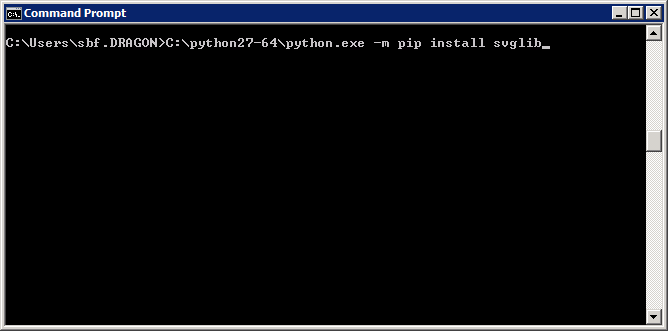 Command Prompt
C:\Users\sbf.DRAGON>C:\python27-64\python.exe -m pip install svglib_